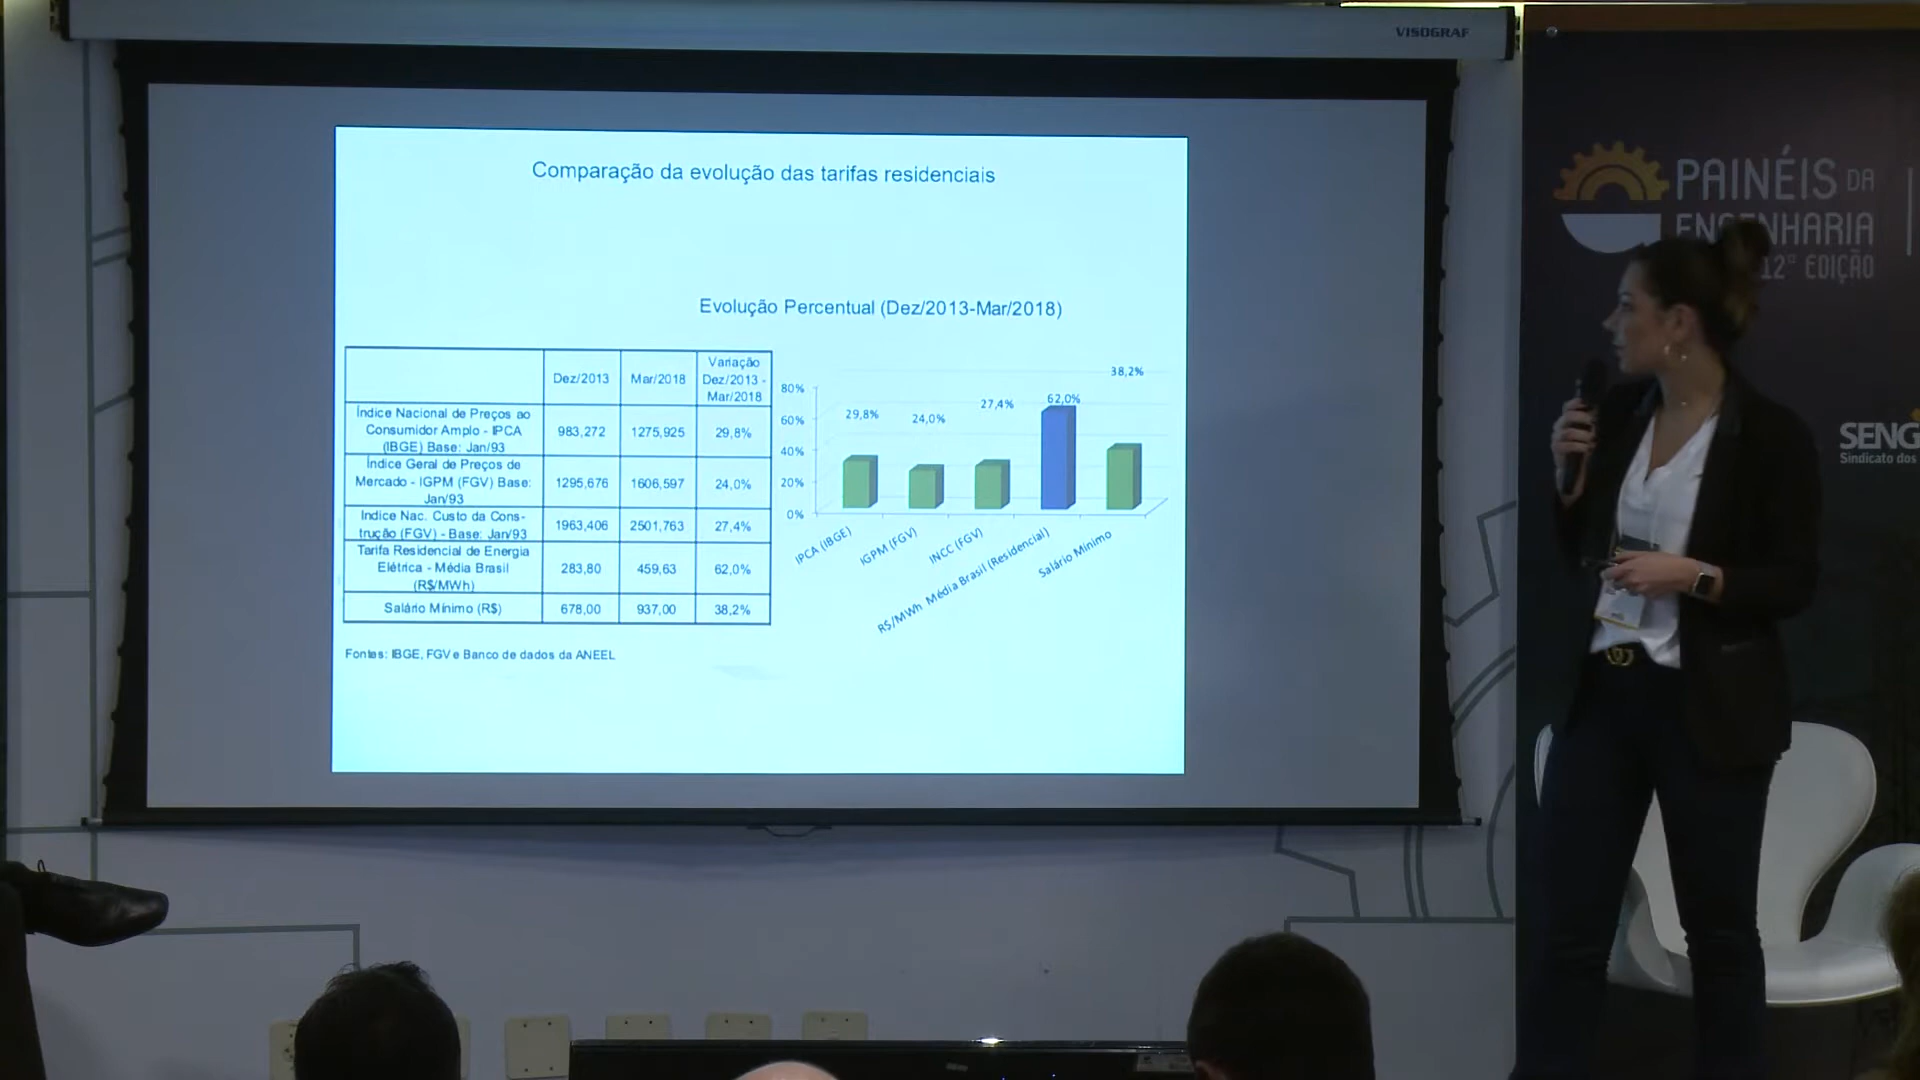 VISOGRAF
Comparação da evolução das tarifas residenciais
Evolução Percentual (Dez/2013-Mar/2018)
Dez/2013
Mar/2018
Variação
Dez/2013 -
Mar/2018
Índice Nacional de Preços ao
Consumidor Amplo - IPCA
(IBGE) Base: Jan/93
983,272
1275,925
29,8%
Índice Geral de Preços de
Mercado - IGPM (FGV) Base:
Jan/93
1295,676
1606,597
24,0%
Indice Nac. Custo da Cons-
trução (FGV) - Base: Jan/93
1963,406
2501,763
27,4%
Tarifa Residencial de Energia
Elétrica - Média Brasil
(R$/MWh)
283,80
459,63
62,0%
Salário Mínimo (R$)
678,00
937,00
38,2%
Fontes: IBGE, FGV e Banco de dados da ANEEL
80%
60%
40%
20%
0%
29,8%
24,0%
27,4%
62,0%
38,2%
IPCA (IBGE)
IGPM (FGV)
INCC (FGV)
R$/MWh Média Brasil (Residencial)
Salário Mínimo
PAINÉIS DA
ENGENHARIA
12ª EDIÇÃO
SENG
Sindicato dos